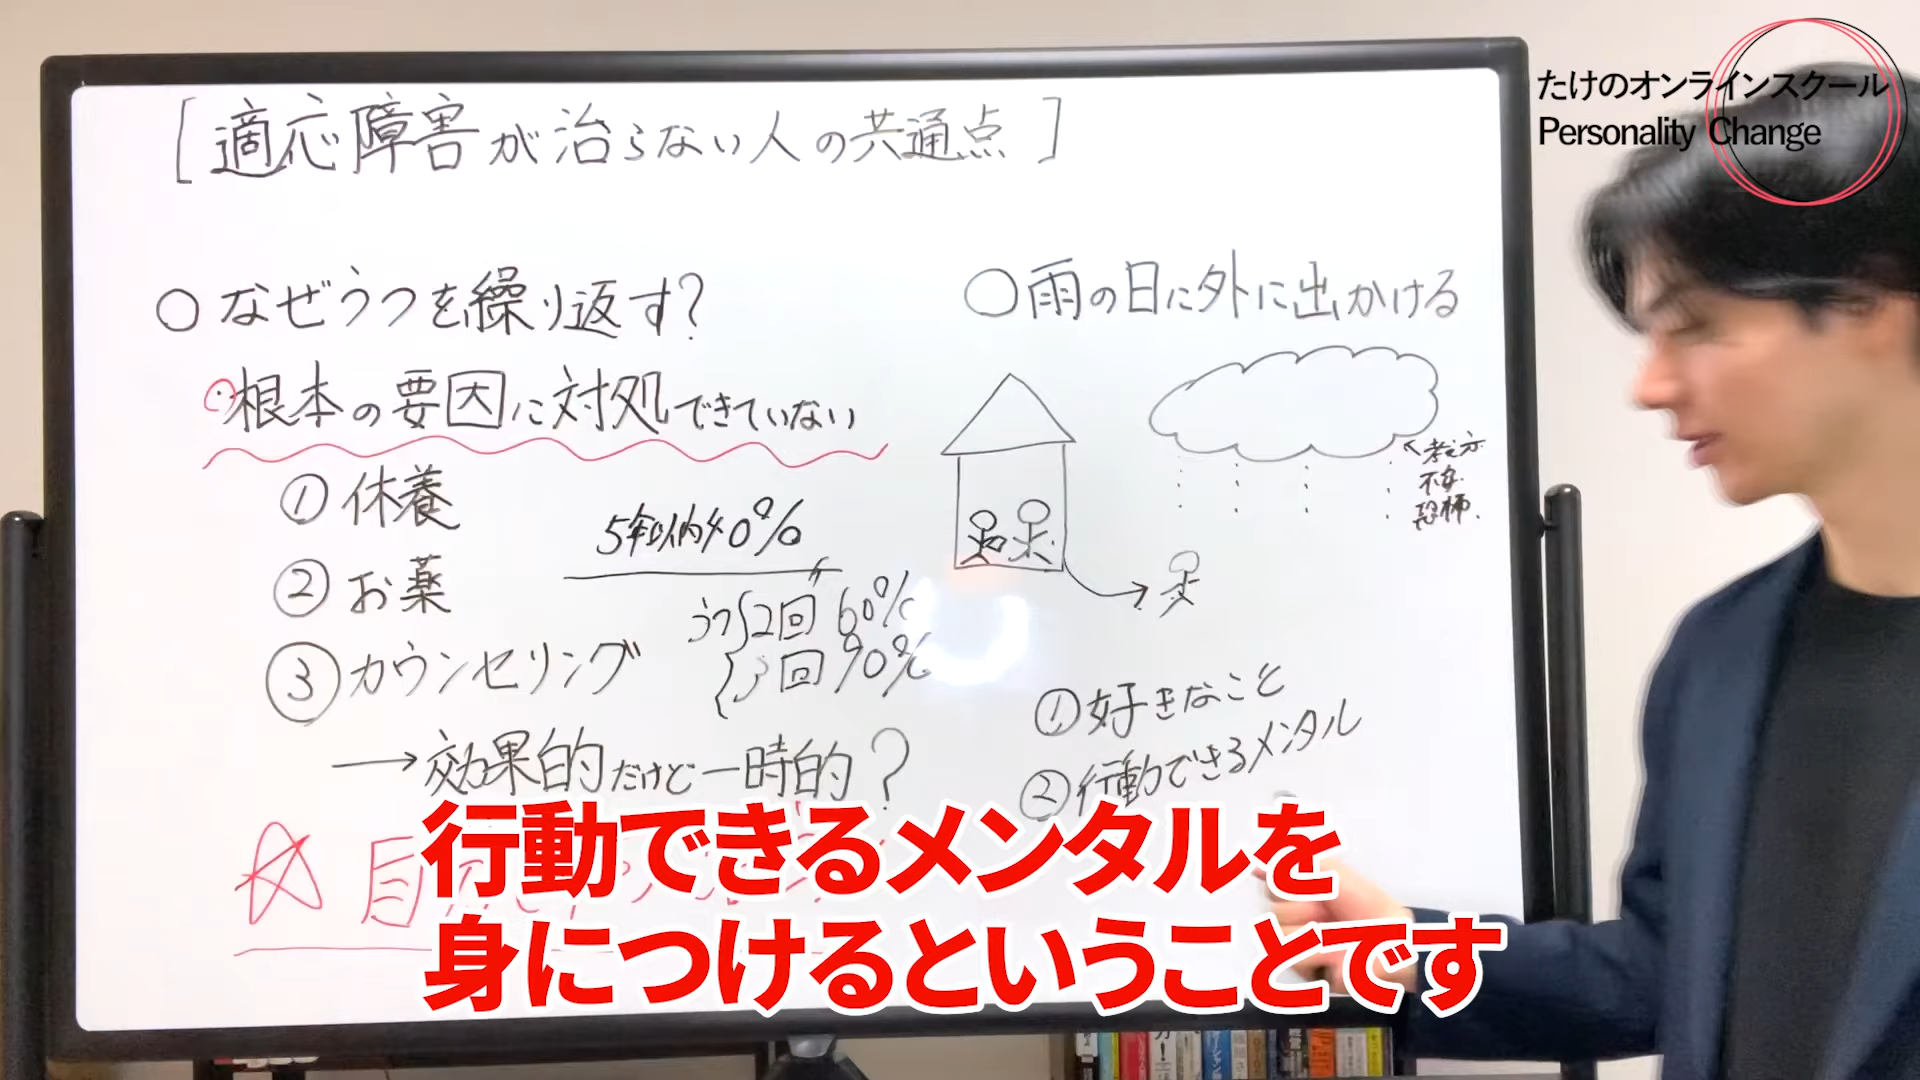 たけのオンラインスクール
Personality Change
[適応障害が治らない人の共通点]
○なぜうつを繰り返す?
根本の要因に対処できていない
①休養
②お薬
③カウンセリング
→効果的だけど一時的?
5年以内40%
うつ 2回 60%
3回 90%
○雨の日に外に出かける
不安
恐怖
①好きなこと
②行動できるメンタル
行動できるメンタルを
身につけるということです